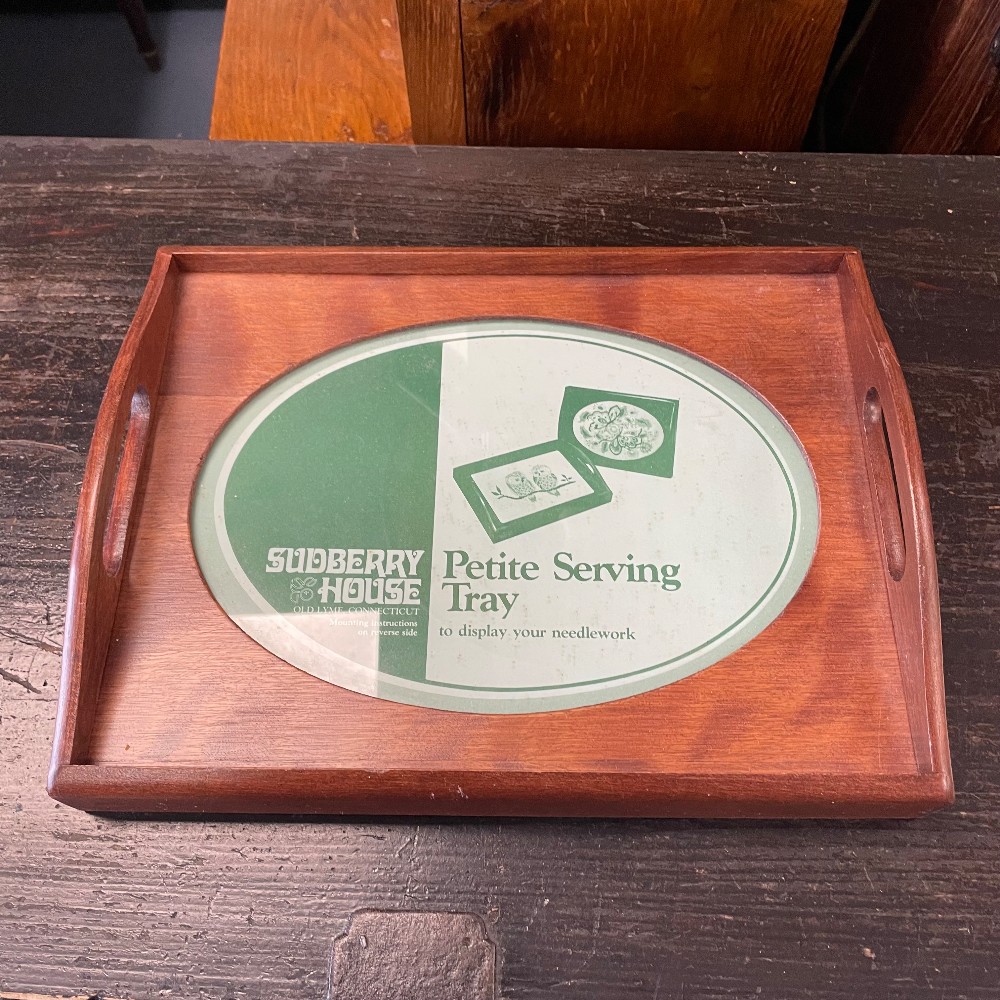 SUDBERRY
HOUSE
OLD LYME, CONNECTICUT
Mounting instructions
on reverse side
Petite Serving
Tray
to display your needlework